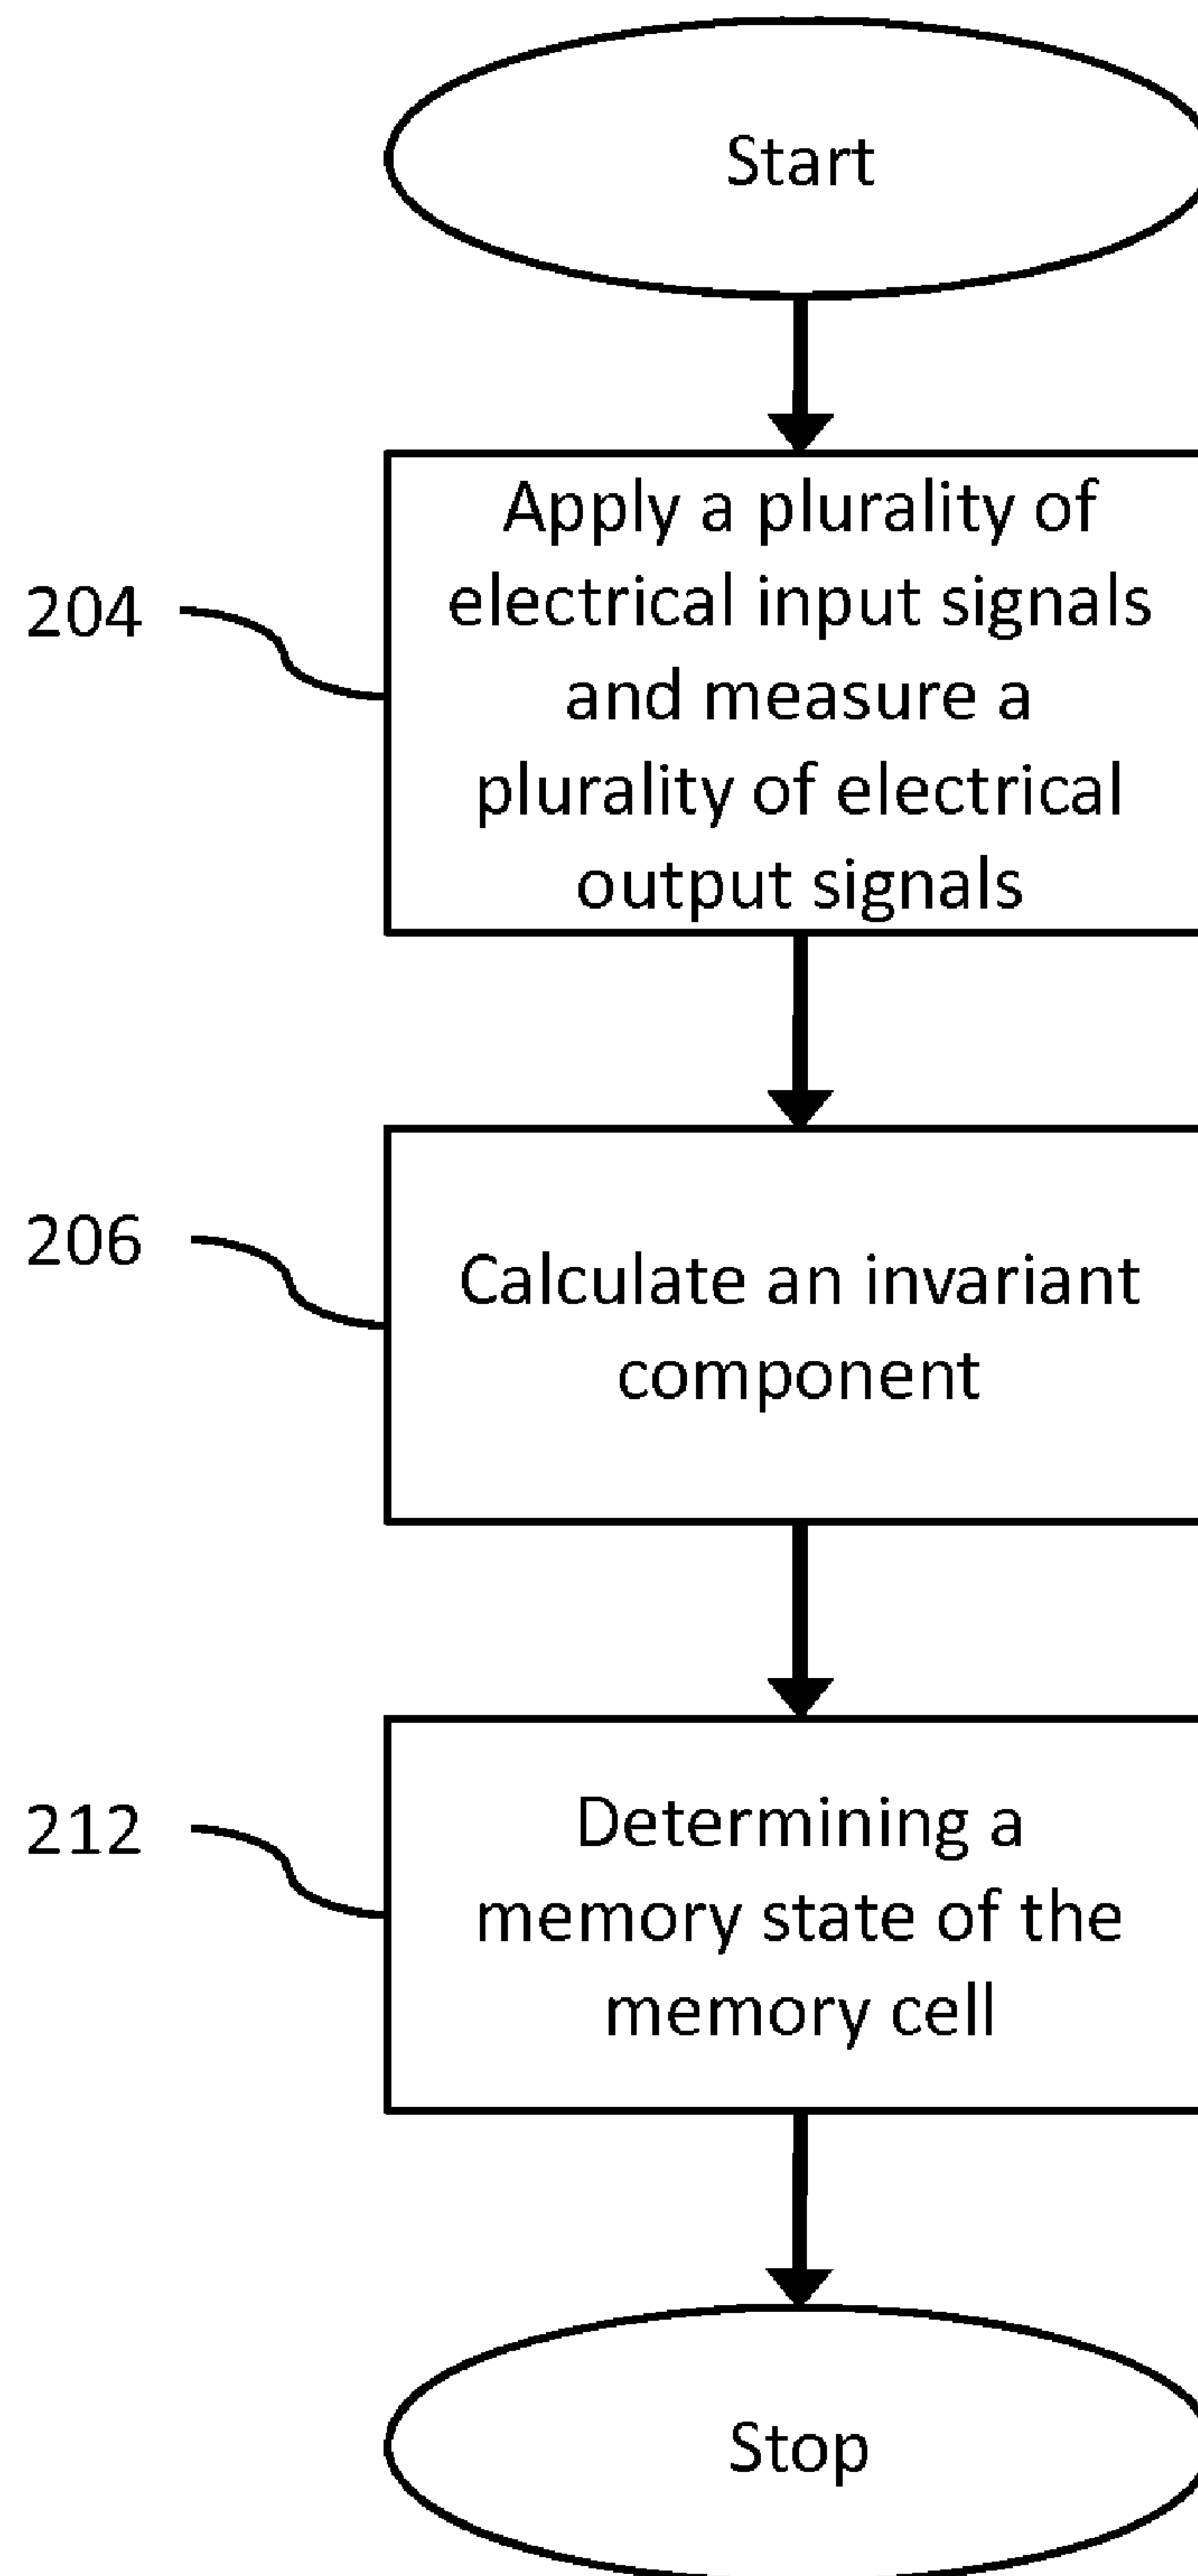 Start
204
Apply a plurality of
electrical input signals
and measure a
plurality of electrical
output signals
206
Calculate an invariant
component
212
Determining a
memory state of the
memory cell
Stop